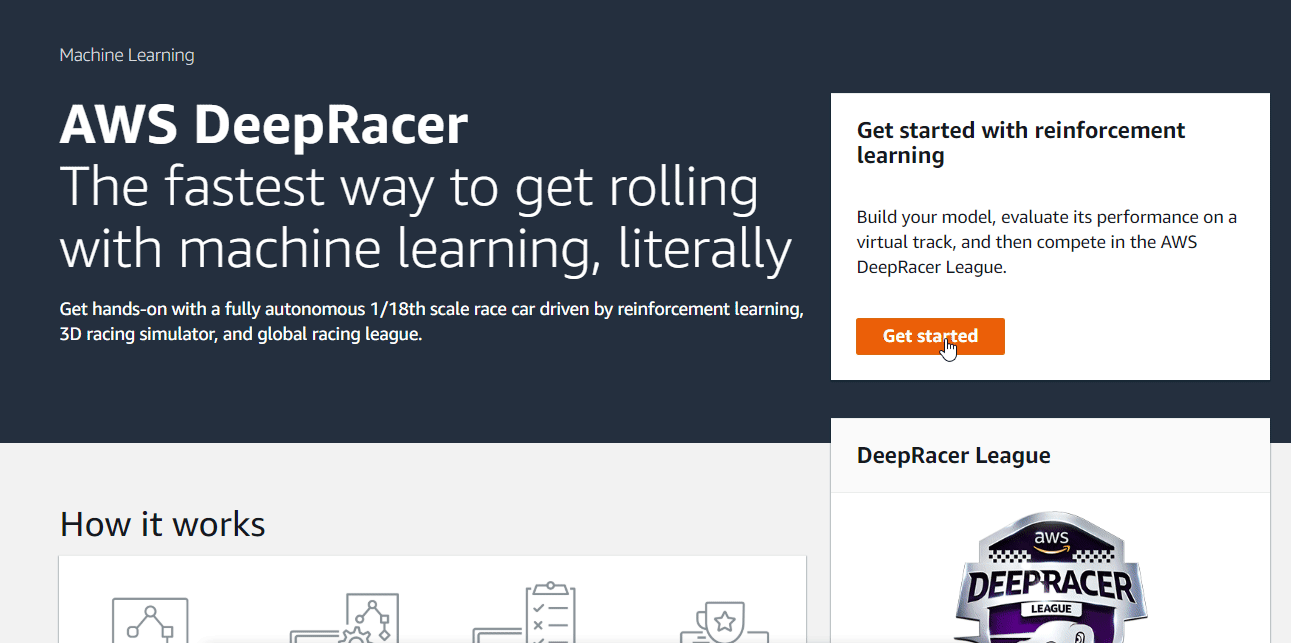 Machine Learning
AWS DeepRacer
The fastest way to get rolling
with machine learning, literally
Get hands-on with a fully autonomous 1/18th scale race car driven by reinforcement learning,
3D racing simulator, and global racing league.
Get started with reinforcement
learning
Build your model, evaluate its performance on a
virtual track, and then compete in the AWS
DeepRacer League.
Get started
How it works
DeepRacer League
aws
DEEPRACER
LEAGUE